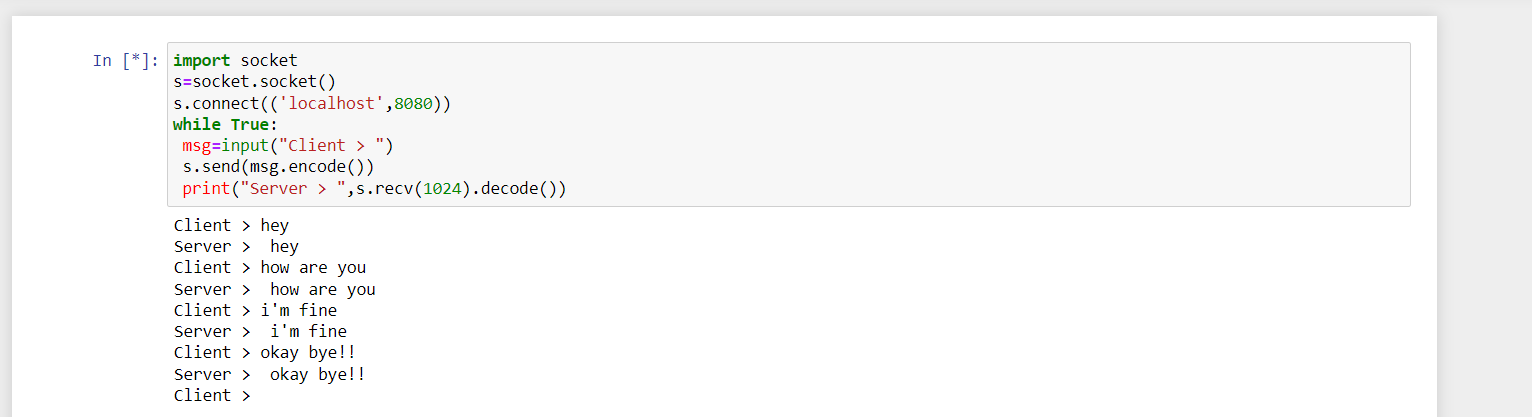 In [*]: import socket
s=socket.socket()
s.connect(('localhost',8080))
while True:
 msg=input("Client > ")
 s.send(msg.encode())
 print("Server > ",s.recv(1024).decode())
Client > hey
Server >  hey
Client > how are you
Server >  how are you
Client > i'm fine
Server >  i'm fine
Client > okay bye!!
Server >  okay bye!!
Client >